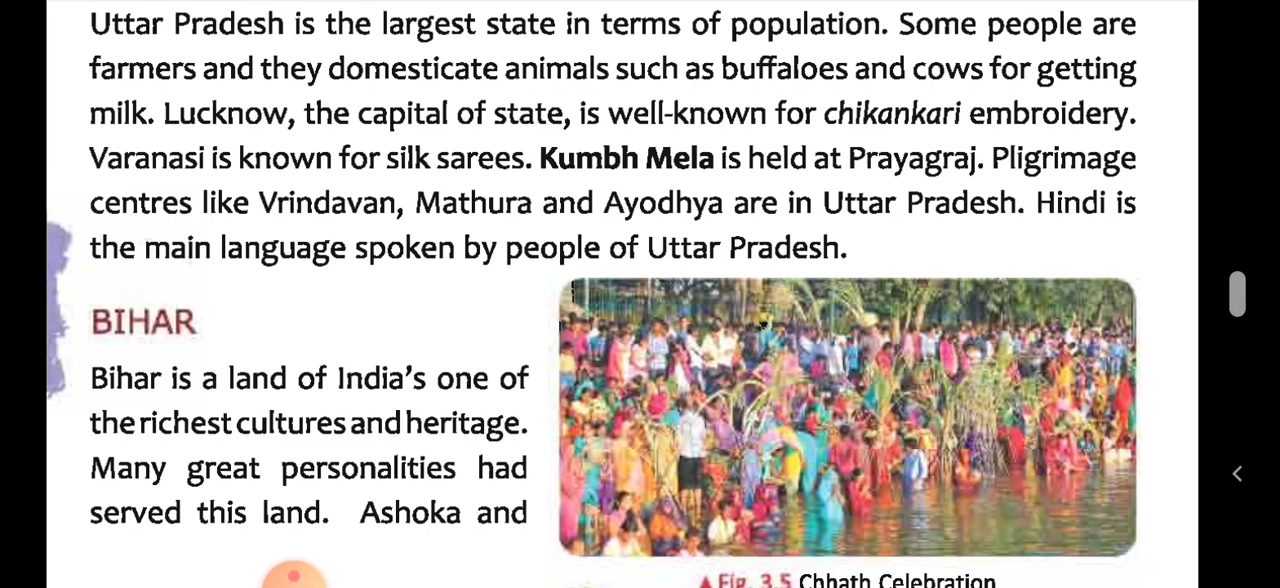 Uttar Pradesh is the largest state in terms of population. Some people are
farmers and they domesticate animals such as buffaloes and cows for getting
milk. Lucknow, the capital of state, is well-known for chikankari embroidery.
Varanasi is known for silk sarees. Kumbh Mela is held at Prayagraj. Pligrimage
centres like Vrindavan, Mathura and Ayodhya are in Uttar Pradesh. Hindi is
the main language spoken by people of Uttar Pradesh.
BIHAR
Bihar is a land of India's one of
the richest cultures and heritage.
Many great personalities had
served this land. Ashoka and
▲ Fig. 3.5 Chhath Celebration